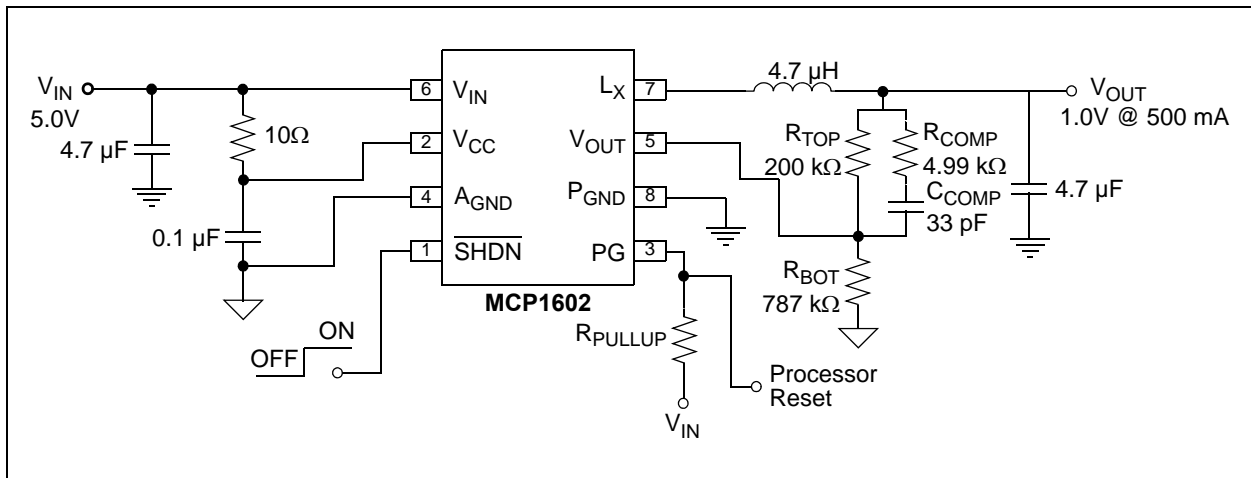 V_IN
5.0V
4.7 µF
10Ω
0.1 µF
OFF
ON
6
V_IN
2
V_CC
4
A_GND
1
SHDN
L_X
7
V_OUT
5
P_GND
8
PG
3
MCP1602
4.7 µH
R_TOP
200 kΩ
R_COMP
4.99 kΩ
C_COMP
33 pF
R_BOT
787 kΩ
V_OUT
1.0V @ 500 mA
4.7 µF
R_PULLUP
V_IN
Processor
Reset